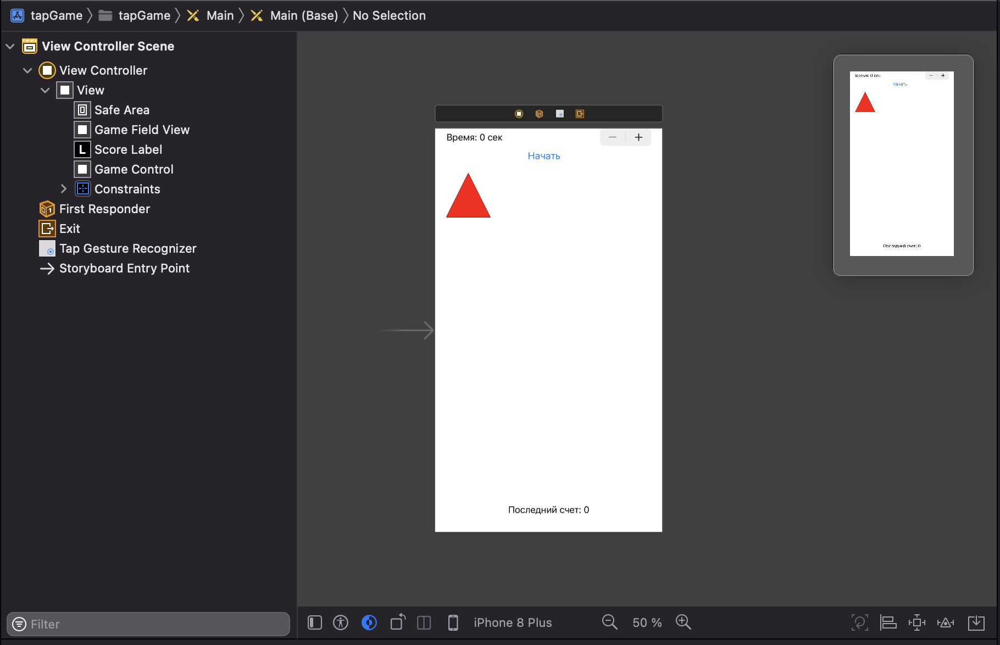 tapGame tapGame Main Main (Base) No Selection
View Controller Scene
View Controller
View
Safe Area
Game Field View
L Score Label
Game Control
Constraints
First Responder
Exit
Tap Gesture Recognizer
Storyboard Entry Point
Filter
Время: 0 сек
Начать
Последний счет: 0
Время: 0 сек
Начать
Последний счет: 0
iPhone 8 Plus 50 %